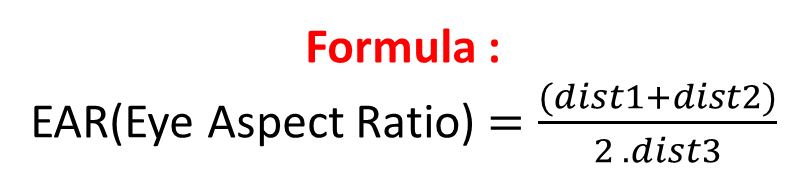 Formula :
EAR(Eye Aspect Ratio) = (dist1+dist2)
2 .dist3